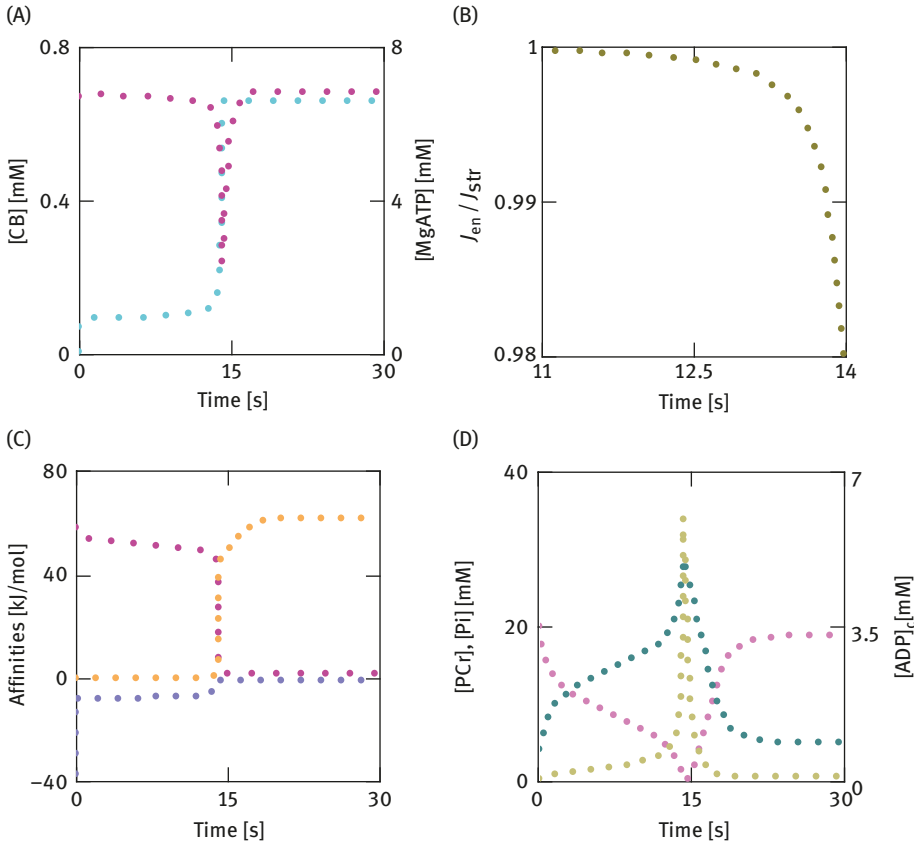 (A)
0.8
0.4
0
8
4
0
0
15
30
[CB] [mM]
[MgATP] [mM]
Time [s]
(B)
1
0.99
0.98
11
12.5
14
Jen / Jstr
Time [s]
(C)
80
40
0
−40
0
15
30
Affinities [kJ/mol]
Time [s]
(D)
40
20
0
7
3.5
0
0
15
30
[PCr], [Pi] [mM]
[ADP]c [mM]
Time [s]